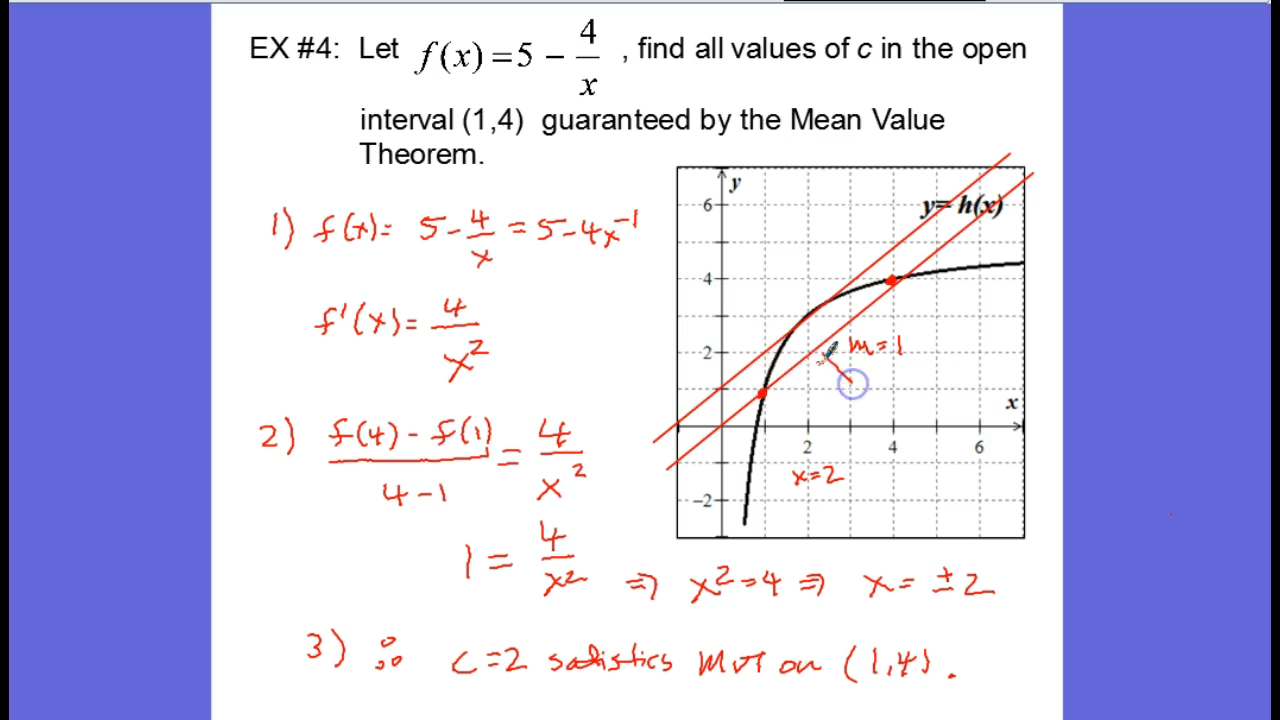 EX #4: Let f(x) = 5 − 4/x , find all values of c in the open
interval (1,4) guaranteed by the Mean Value
Theorem.
1) f(x) = 5 − 4/x = 5 − 4x⁻¹
f'(x) = 4/x²
2) (f(4) − f(1))/(4 − 1) = 4/x²
1 = 4/x² ⇒ x² = 4 ⇒ x = ±2
3) ∴ c = 2 satisfics MVT on (1,4).
y
y = h(x)
6
4
2
m = 1
x
2 4 6
x = 2
−2